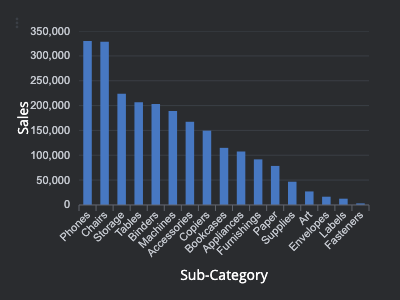 350,000
300,000
250,000
200,000
150,000
100,000
50,000
0
Sales
Phones
Chairs
Storage
Tables
Binders
Machines
Accessories
Copiers
Bookcases
Appliances
Furnishings
Paper
Supplies
Art
Envelopes
Labels
Fasteners
Sub-Category